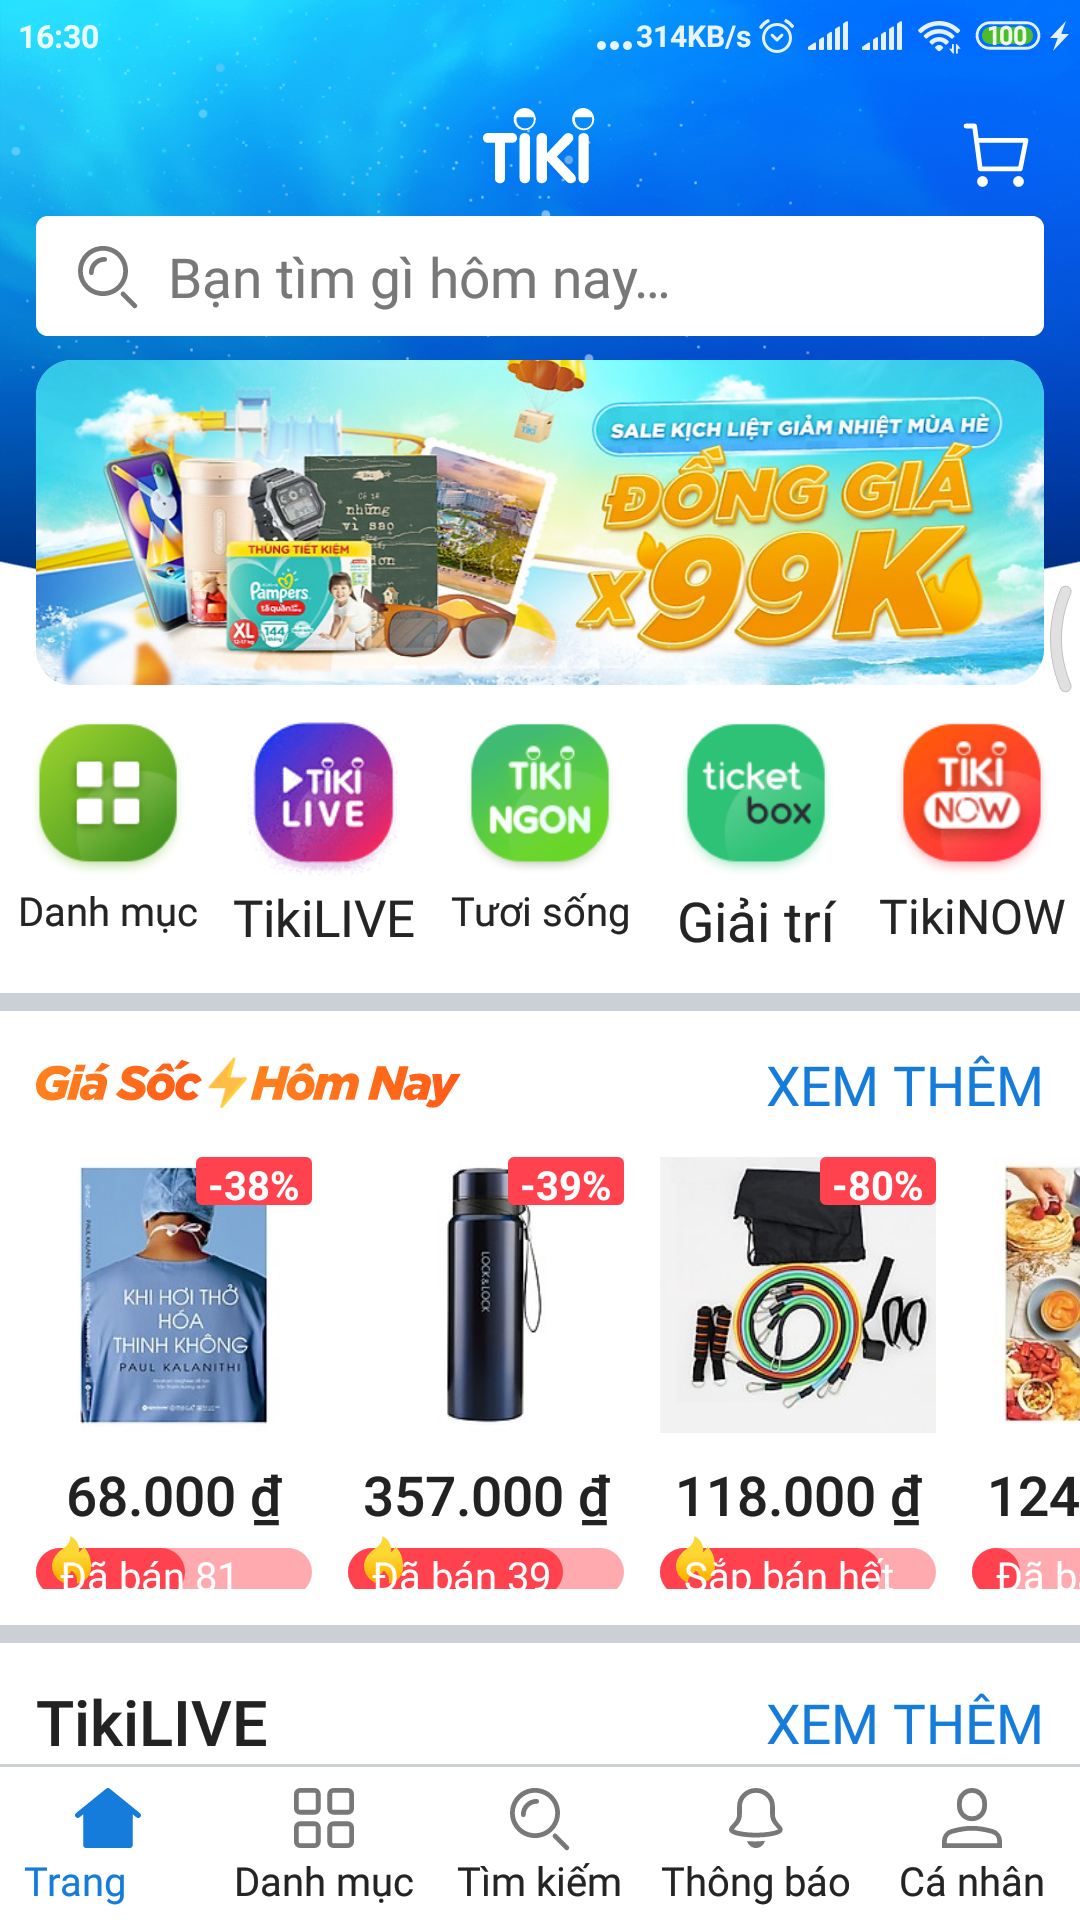 16:30
...314KB/s
100
TIKI
Bạn tìm gì hôm nay...
TIKI
SALE KỊCH LIỆT GIẢM NHIỆT MÙA HÈ
ĐỒNG GIÁ
X99K
Có
những
vì sao
THÙNG TIẾT KIỆM
Pampers
tã quần
XL
144
TIKI
LIVE
TIKI
NGON
ticket
box
TIKI
NOW
Danh mục
TikiLIVE
Tươi sống
Giải trí
TikiNOW
Giá Sốc Hôm Nay
XEM THÊM
-38%
-39%
-80%
KHI HƠI THỞ
HÓA
THINH KHÔNG
PAUL KALANITHI
LOCK&LOCK
68.000 ₫
357.000 ₫
118.000 ₫
124
Đã bán 81
Đã bán 39
Sắp bán hết
Đã b
TikiLIVE
XEM THÊM
Trang
Danh mục
Tìm kiếm
Thông báo
Cá nhân